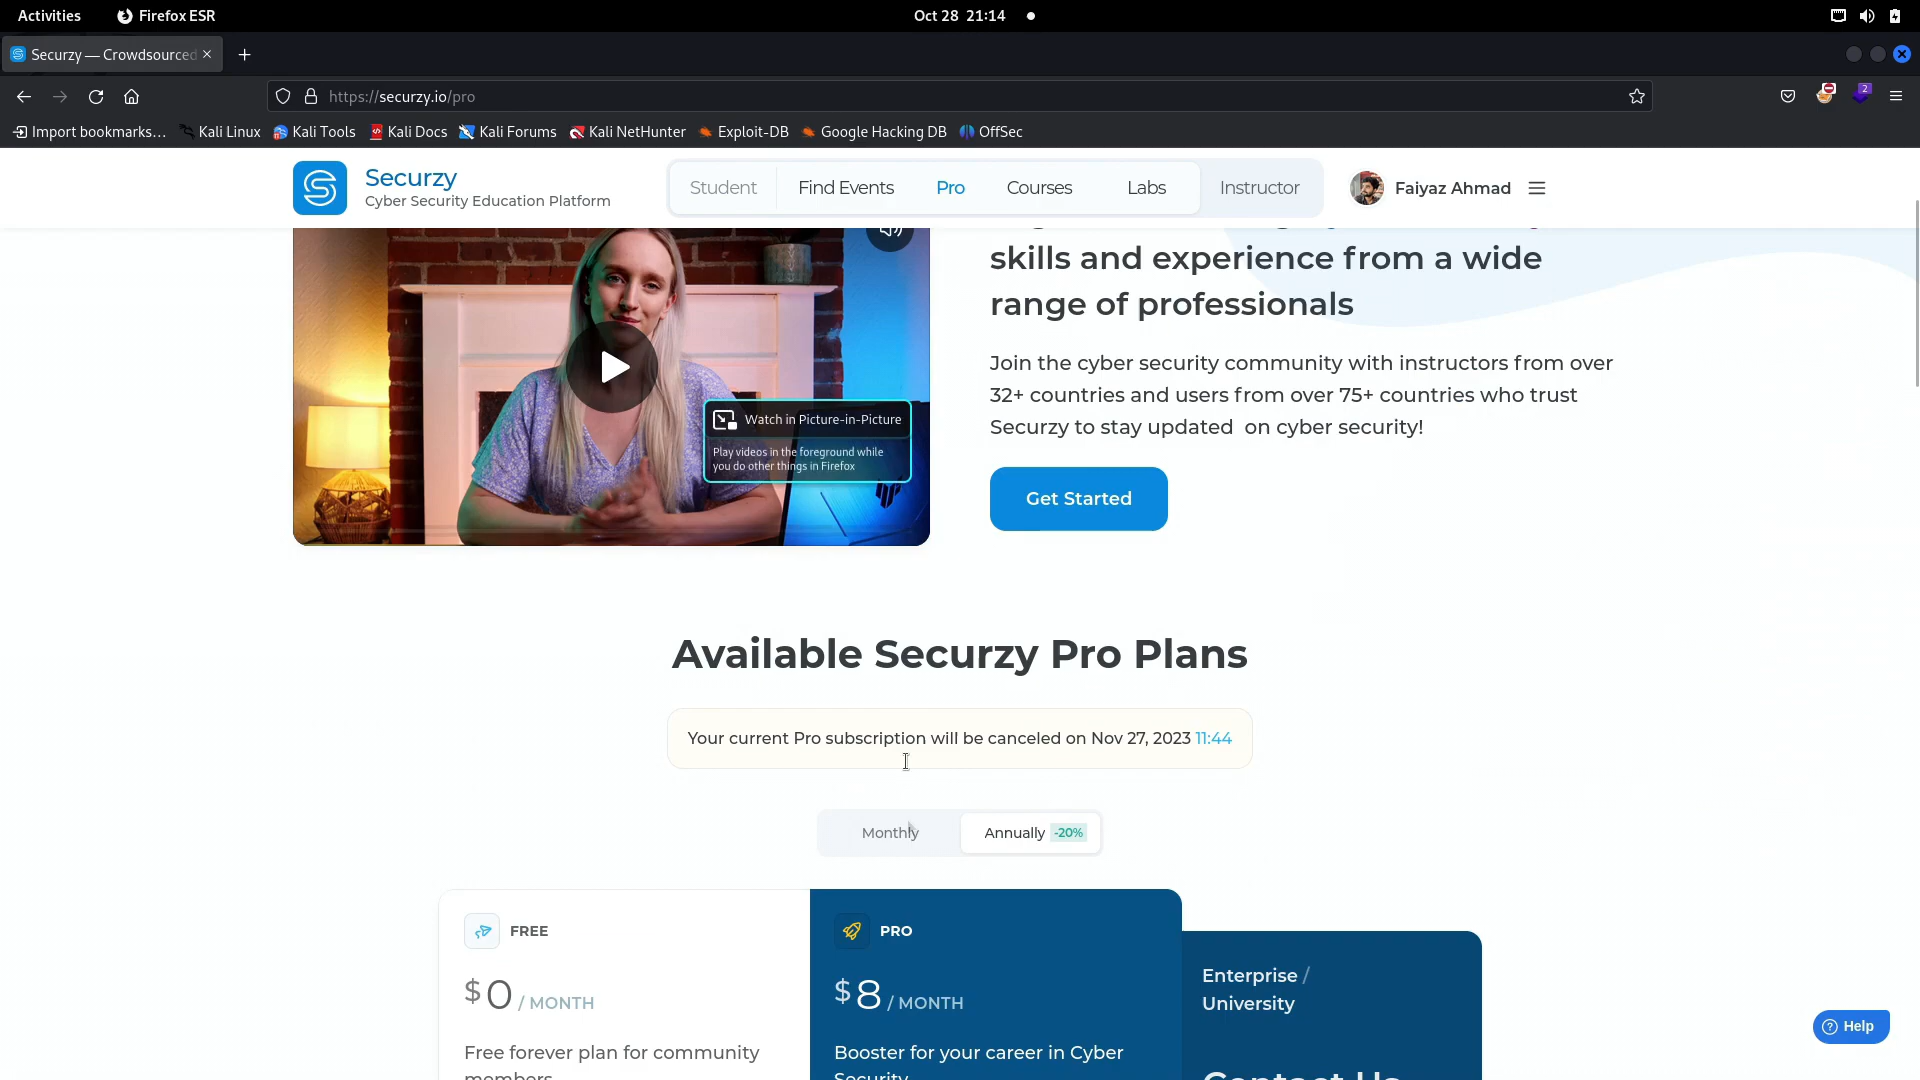 Activities
Firefox ESR
Oct 28 21:14
Securzy — Crowdsourced
https://securzy.io/pro
Import bookmarks...
Kali Linux
Kali Tools
Kali Docs
Kali Forums
Kali NetHunter
Exploit-DB
Google Hacking DB
OffSec
2
Securzy
Cyber Security Education Platform
Student
Find Events
Pro
Courses
Labs
Instructor
Faiyaz Ahmad
skills and experience from a wide
range of professionals
Watch in Picture-in-Picture
Play videos in the foreground while
you do other things in Firefox
Join the cyber security community with instructors from over
32+ countries and users from over 75+ countries who trust
Securzy to stay updated on cyber security!
Get Started
Available Securzy Pro Plans
Your current Pro subscription will be canceled on Nov 27, 2023 11:44
Monthly
Annually -20%
FREE
$0 / MONTH
Free forever plan for community
members
PRO
$8 / MONTH
Booster for your career in Cyber
Security
Enterprise /
University
Contact Us
Help